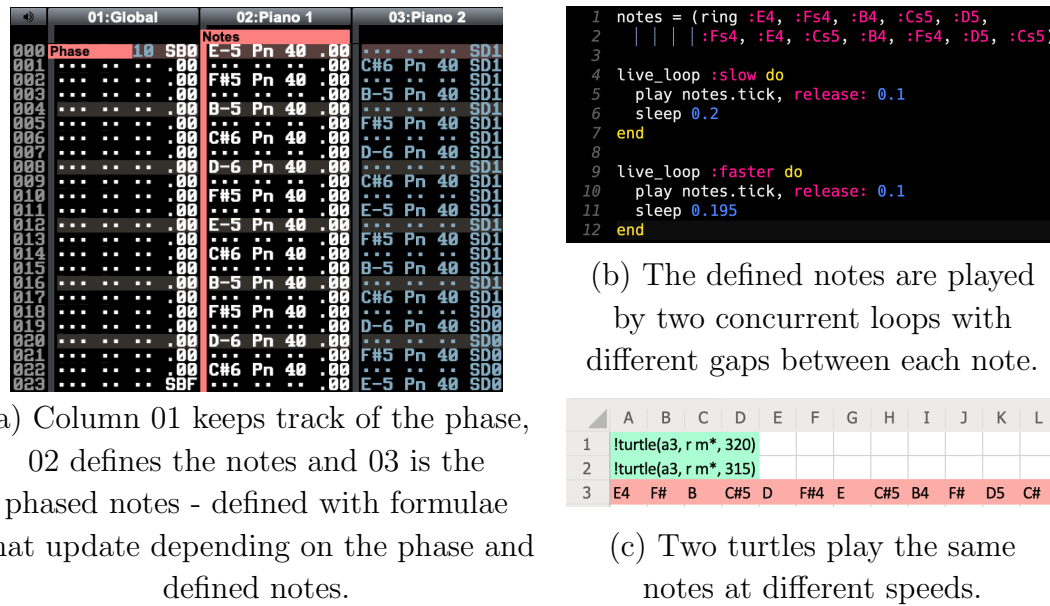 01:Global 02:Piano 1 03:Piano 2
Notes
000 Phase 10 SB0 E-5 Pn 40 .00 ... .. .. SD1
001 ... .. .. .00 ... .. .. .00 C#6 Pn 40 SD1
002 ... .. .. .00 F#5 Pn 40 .00 ... .. .. SD1
003 ... .. .. .00 ... .. .. .00 B-5 Pn 40 SD1
004 ... .. .. .00 B-5 Pn 40 .00 ... .. .. SD1
005 ... .. .. .00 ... .. .. .00 F#5 Pn 40 SD1
006 ... .. .. .00 C#6 Pn 40 .00 ... .. .. SD1
007 ... .. .. .00 ... .. .. .00 D-6 Pn 40 SD1
008 ... .. .. .00 D-6 Pn 40 .00 ... .. .. SD1
009 ... .. .. .00 ... .. .. .00 C#6 Pn 40 SD1
010 ... .. .. .00 F#5 Pn 40 .00 ... .. .. SD1
011 ... .. .. .00 ... .. .. .00 E-5 Pn 40 SD1
012 ... .. .. .00 E-5 Pn 40 .00 ... .. .. SD1
013 ... .. .. .00 ... .. .. .00 F#5 Pn 40 SD1
014 ... .. .. .00 C#6 Pn 40 .00 ... .. .. SD1
015 ... .. .. .00 ... .. .. .00 B-5 Pn 40 SD1
016 ... .. .. .00 B-5 Pn 40 .00 ... .. .. SD1
017 ... .. .. .00 ... .. .. .00 C#6 Pn 40 SD1
018 ... .. .. .00 F#5 Pn 40 .00 ... .. .. SD0
019 ... .. .. .00 ... .. .. .00 D-6 Pn 40 SD0
020 ... .. .. .00 D-6 Pn 40 .00 ... .. .. SD0
021 ... .. .. .00 ... .. .. .00 F#5 Pn 40 SD0
022 ... .. .. .00 C#6 Pn 40 .00 ... .. .. SD0
023 ... .. .. SBF ... .. .. .00 E-5 Pn 40 SD0
a) Column 01 keeps track of the phase,
02 defines the notes and 03 is the
phased notes - defined with formulae
hat update depending on the phase and
defined notes.
1 notes = (ring :E4, :Fs4, :B4, :Cs5, :D5,
2 :Fs4, :E4, :Cs5, :B4, :Fs4, :D5, :Cs5)
3
4 live_loop :slow do
5 play notes.tick, release: 0.1
6 sleep 0.2
7 end
8
9 live_loop :faster do
10 play notes.tick, release: 0.1
11 sleep 0.195
12 end
(b) The defined notes are played
by two concurrent loops with
different gaps between each note.
A B C D E F G H I J K L
1 !turtle(a3, r m*, 320)
2 !turtle(a3, r m*, 315)
3 E4 F# B C#5 D F#4 E C#5 B4 F# D5 C#
(c) Two turtles play the same
notes at different speeds.